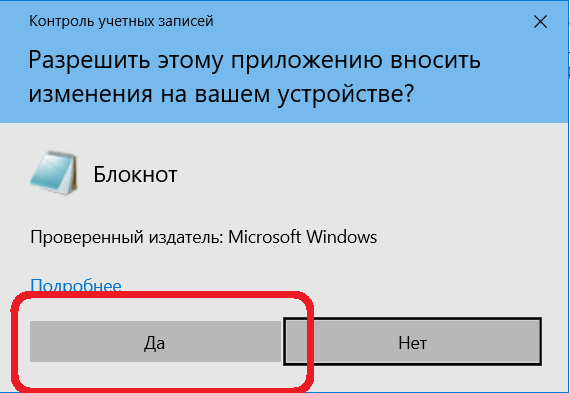 Контроль учетных записей
Разрешить этому приложению вносить
изменения на вашем устройстве?
Блокнот
Проверенный издатель: Microsoft Windows
Подробнее
Да
Нет